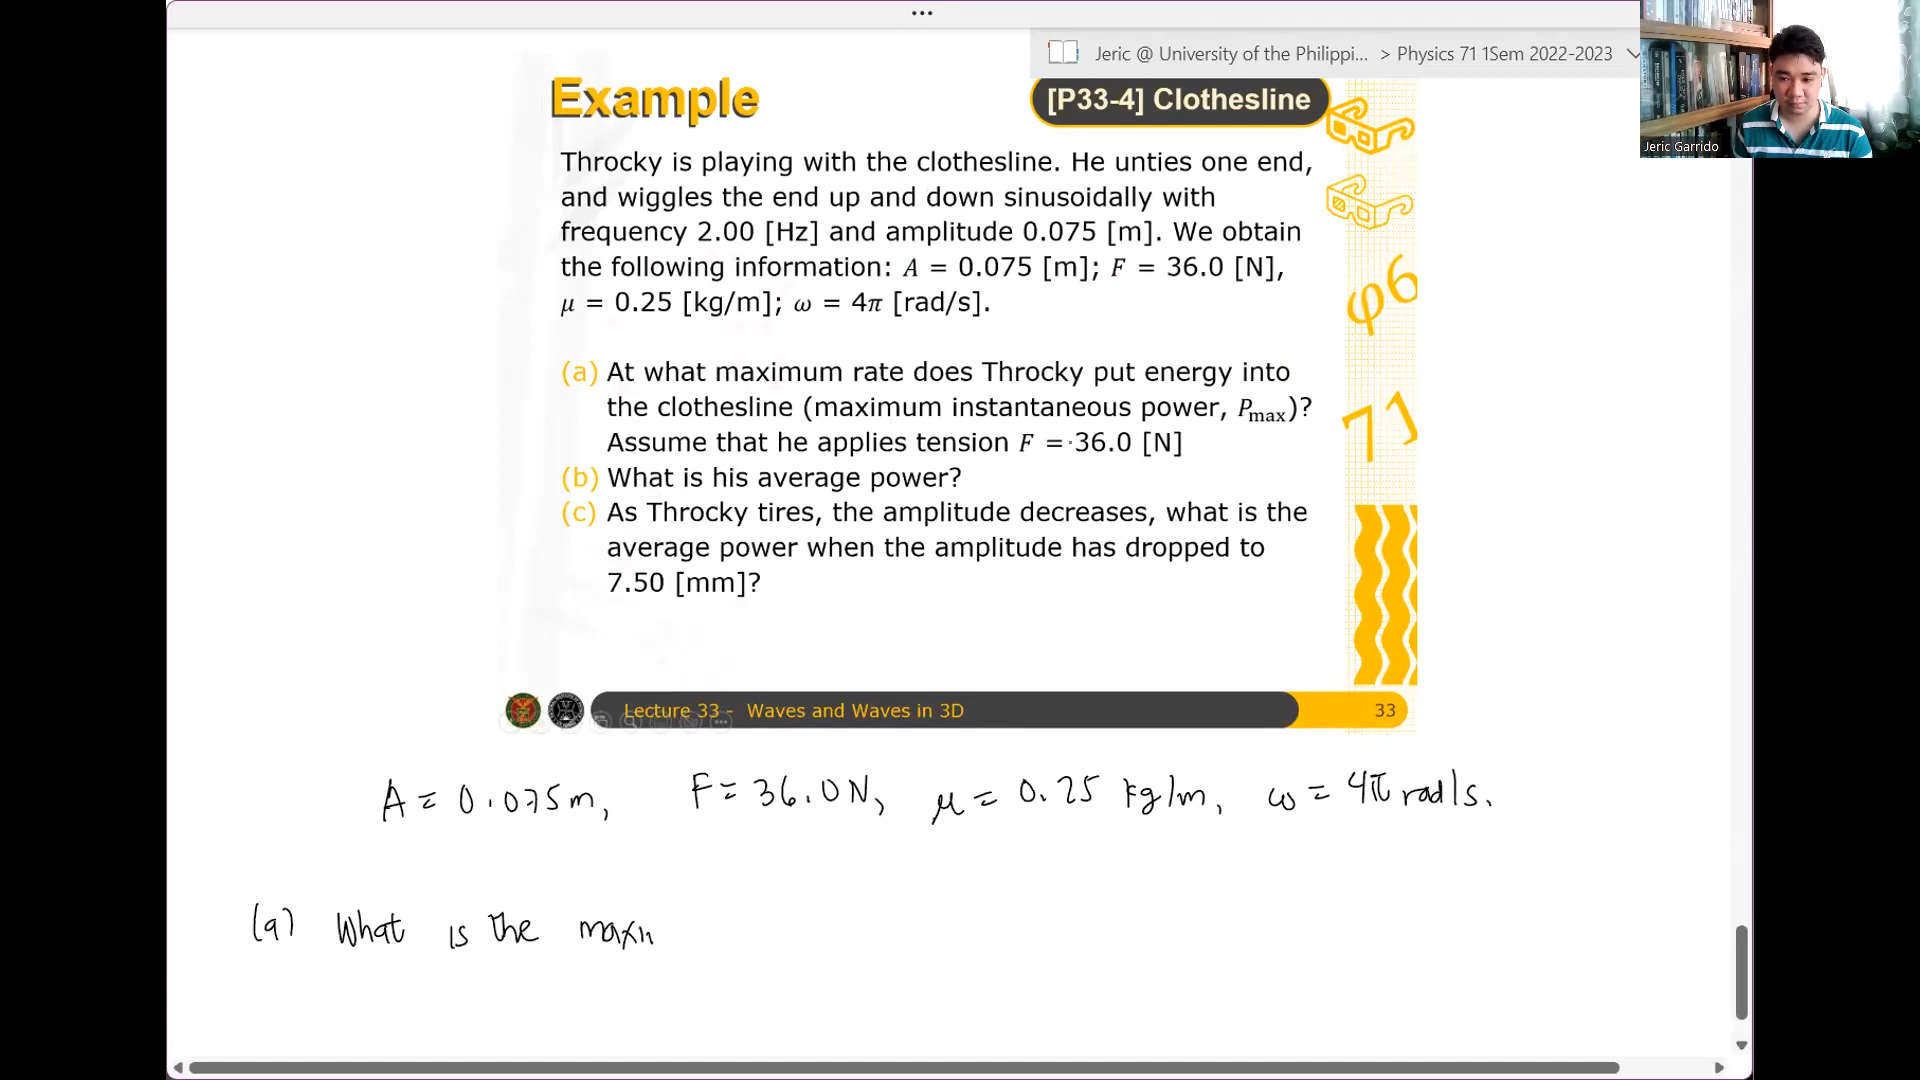 ...
Jeric @ University of the Philippi... > Physics 71 1Sem 2022-2023
Jeric Garrido
Example
[P33-4] Clothesline
Throcky is playing with the clothesline. He unties one end,
and wiggles the end up and down sinusoidally with
frequency 2.00 [Hz] and amplitude 0.075 [m]. We obtain
the following information: A = 0.075 [m]; F = 36.0 [N],
μ = 0.25 [kg/m]; ω = 4π [rad/s].
(a) At what maximum rate does Throcky put energy into
the clothesline (maximum instantaneous power, Pmax)?
Assume that he applies tension F = 36.0 [N]
(b) What is his average power?
(c) As Throcky tires, the amplitude decreases, what is the
average power when the amplitude has dropped to
7.50 [mm]?
φ6
71
Lecture 33 - Waves and Waves in 3D
33
A = 0.075m, F = 36.0N, μ = 0.25 kg/m, ω = 4π rad/s.
(a) What is the